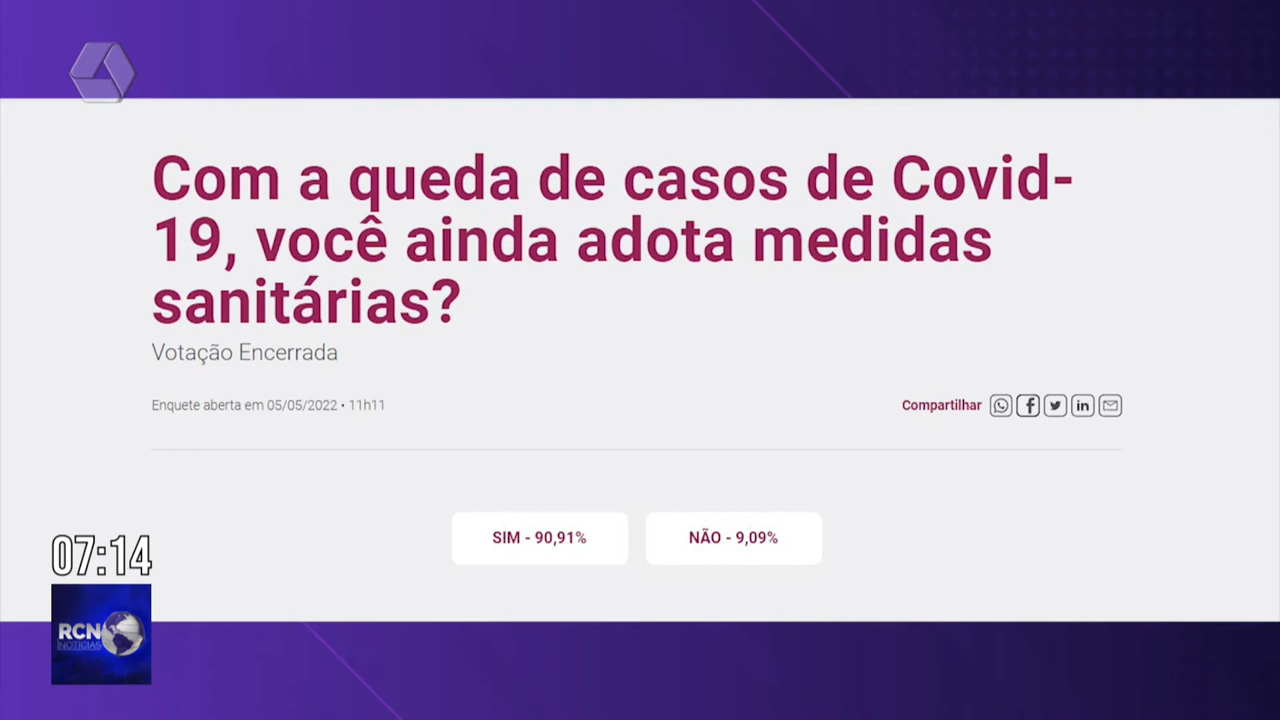 Com a queda de casos de Covid-
19, você ainda adota medidas
sanitárias?
Votação Encerrada
Enquete aberta em 05/05/2022 • 11h11
Compartilhar
SIM - 90,91%
NÃO - 9,09%
07:14
RCN
NOTÍCIAS